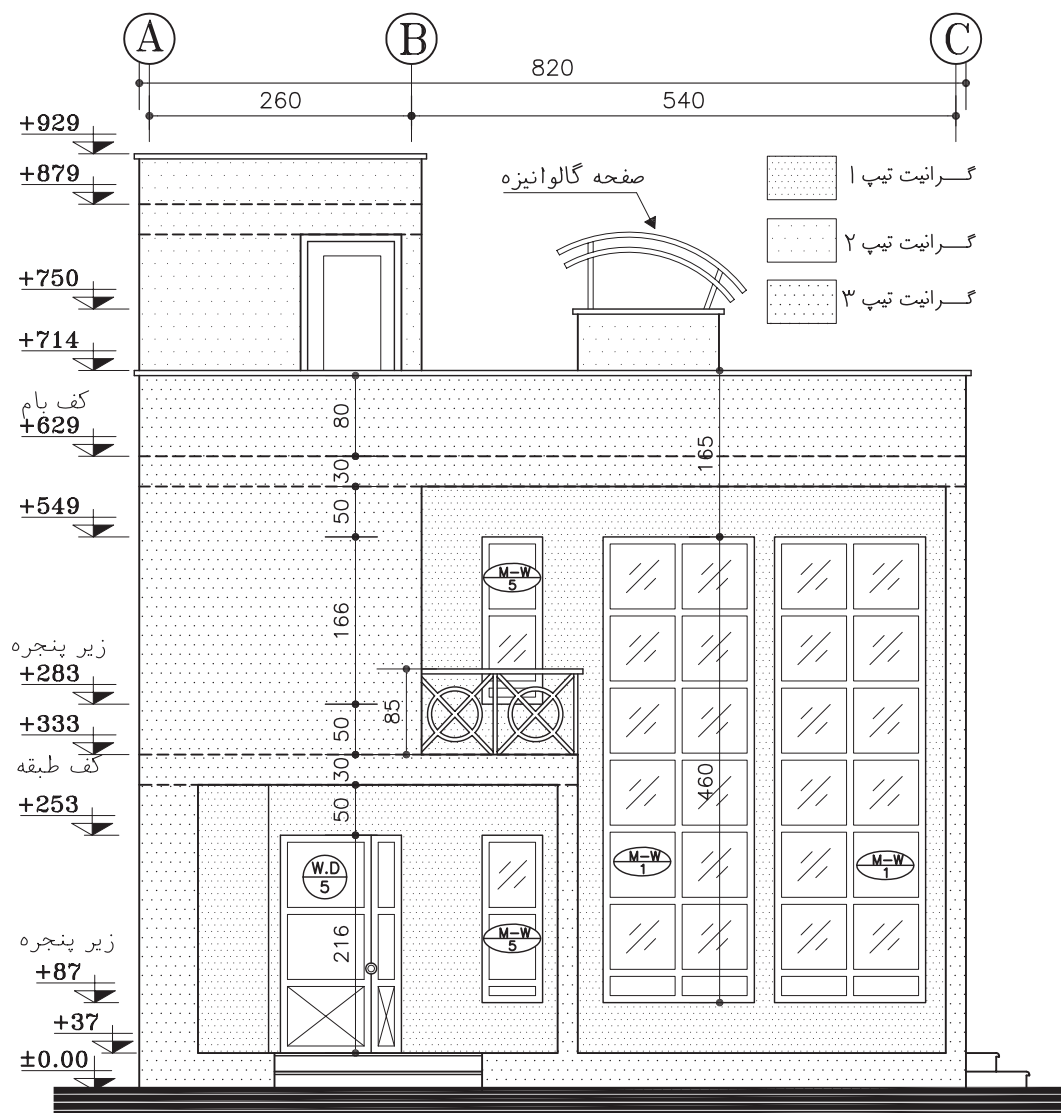 A B C
820
260 540
+929
+879
صفحه گالوانیزه
گرانیت تیپ ۱
گرانیت تیپ ۲
گرانیت تیپ ۳
+750
+714
کف بام
+629
80
165
30
+549
50
M-W
5
166
زیر پنجره
+283
85
+333
50
کف طبقه
30
+253
50
460
W.D
5
M-W
1
M-W
1
زیر پنجره
216
M-W
5
+87
+37
±0.00